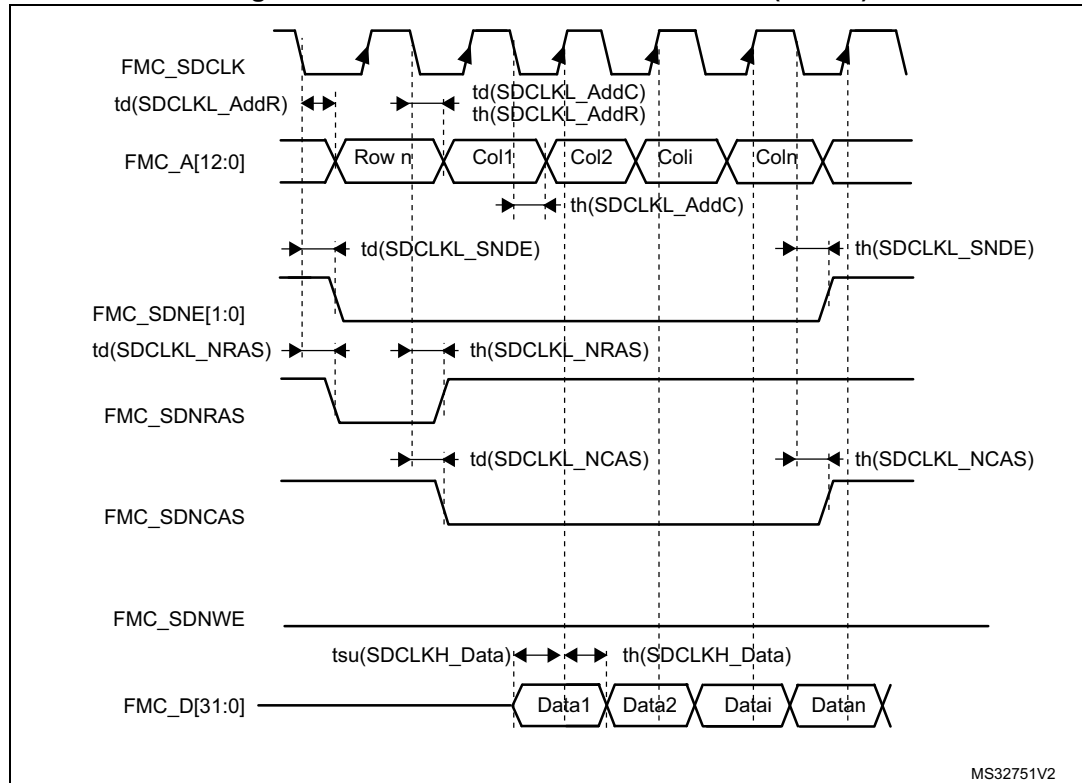 FMC_SDCLK
td(SDCLKL_AddR)
td(SDCLKL_AddC)
th(SDCLKL_AddR)
FMC_A[12:0]
Row n
Col1
Col2
Coli
Coln
th(SDCLKL_AddC)
td(SDCLKL_SNDE)
th(SDCLKL_SNDE)
FMC_SDNE[1:0]
td(SDCLKL_NRAS)
th(SDCLKL_NRAS)
FMC_SDNRAS
td(SDCLKL_NCAS)
th(SDCLKL_NCAS)
FMC_SDNCAS
FMC_SDNWE
tsu(SDCLKH_Data)
th(SDCLKH_Data)
FMC_D[31:0]
Data1
Data2
Datai
Datan
MS32751V2